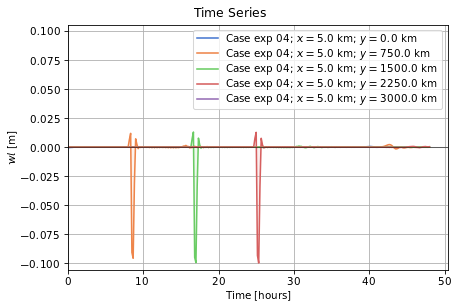 Time Series
Case exp 04; x = 5.0 km; y = 0.0 km
Case exp 04; x = 5.0 km; y = 750.0 km
Case exp 04; x = 5.0 km; y = 1500.0 km
Case exp 04; x = 5.0 km; y = 2250.0 km
Case exp 04; x = 5.0 km; y = 3000.0 km
wl [m]
0.100
0.075
0.050
0.025
0.000
−0.025
−0.050
−0.075
−0.100
0 10 20 30 40 50
Time [hours]